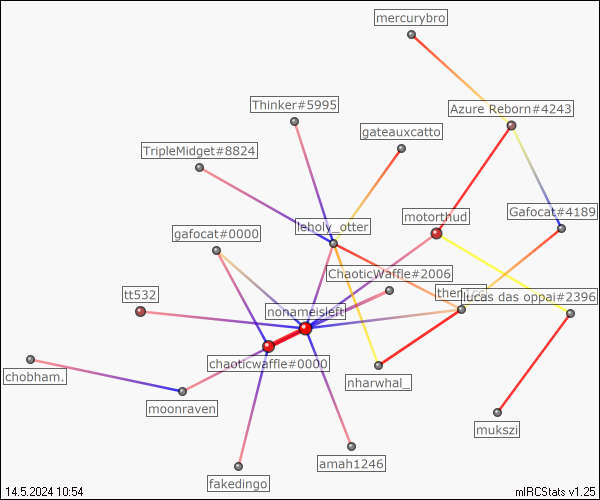 mercurybro
Thinker#5995
Azure Reborn#4243
gateauxcatto
TripleMidget#8824
motorthud
Gafocat#4189
leholy_otter
gafocat#0000
ChaoticWaffle#2006
tt532
lucas das oppai#2396
nonameisleft
chaoticwaffle#0000
chobham.
nharwhal_
moonraven
mukszi
amah1246
fakedingo
14.5.2024 10:54
mIRCStats v1.25